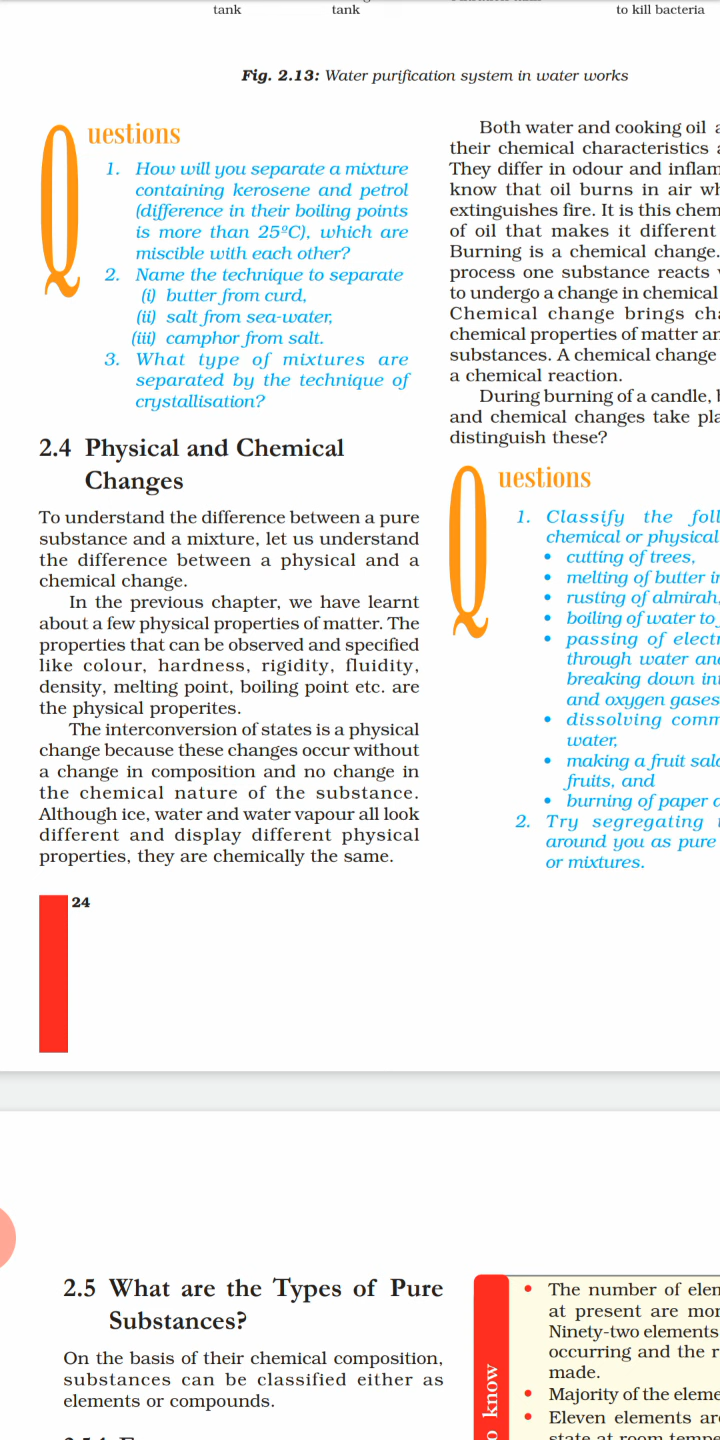 tank
tank
to kill bacteria
Fig. 2.13: Water purification system in water works
Questions
1. How will you separate a mixture
containing kerosene and petrol
(difference in their boiling points
is more than 25ºC), which are
miscible with each other?
2. Name the technique to separate
(i) butter from curd,
(ii) salt from sea-water,
(iii) camphor from salt.
3. What type of mixtures are
separated by the technique of
crystallisation?
2.4 Physical and Chemical
Changes
To understand the difference between a pure
substance and a mixture, let us understand
the difference between a physical and a
chemical change.
In the previous chapter, we have learnt
about a few physical properties of matter. The
properties that can be observed and specified
like colour, hardness, rigidity, fluidity,
density, melting point, boiling point etc. are
the physical properites.
The interconversion of states is a physical
change because these changes occur without
a change in composition and no change in
the chemical nature of the substance.
Although ice, water and water vapour all look
different and display different physical
properties, they are chemically the same.
24
Both water and cooking oil
their chemical characteristics
They differ in odour and inflam
know that oil burns in air wh
extinguishes fire. It is this chem
of oil that makes it different
Burning is a chemical change.
process one substance reacts
to undergo a change in chemical
Chemical change brings cha
chemical properties of matter an
substances. A chemical change
a chemical reaction.
During burning of a candle,
and chemical changes take pla
distinguish these?
Questions
1. Classify the foll
chemical or physical
• cutting of trees,
• melting of butter in
• rusting of almirah,
• boiling of water to
• passing of electr
through water and
breaking down int
and oxygen gases
• dissolving comm
water,
• making a fruit sala
fruits, and
• burning of paper a
2. Try segregating
around you as pure
or mixtures.
2.5 What are the Types of Pure
Substances?
On the basis of their chemical composition,
substances can be classified either as
elements or compounds.
o know
• The number of elem
at present are mor
Ninety-two elements
occurring and the r
made.
• Majority of the eleme
• Eleven elements are
state at room tempe